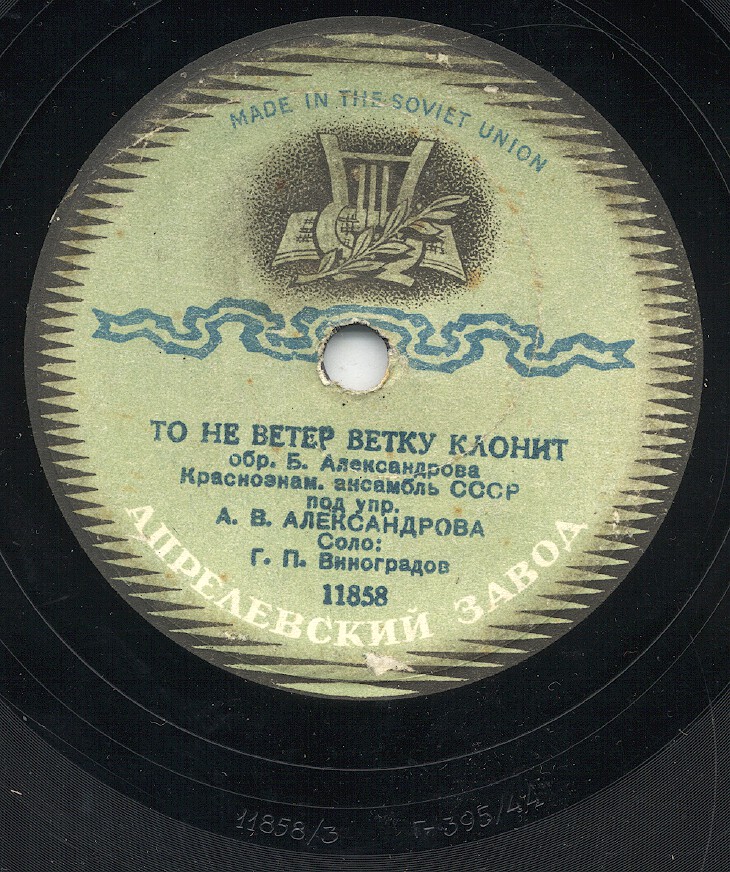 MADE IN THE SOVIET UNION
ТО НЕ ВЕТЕР ВЕТКУ КЛОНИТ
обр. Б. Александрова
Краснознам. ансамбль СССР
под упр.
А. В. АЛЕКСАНДРОВА
Соло:
Г. П. Виноградов
11858
АПРЕЛЕВСКИЙ ЗАВОД
11858/3 Г-395/44